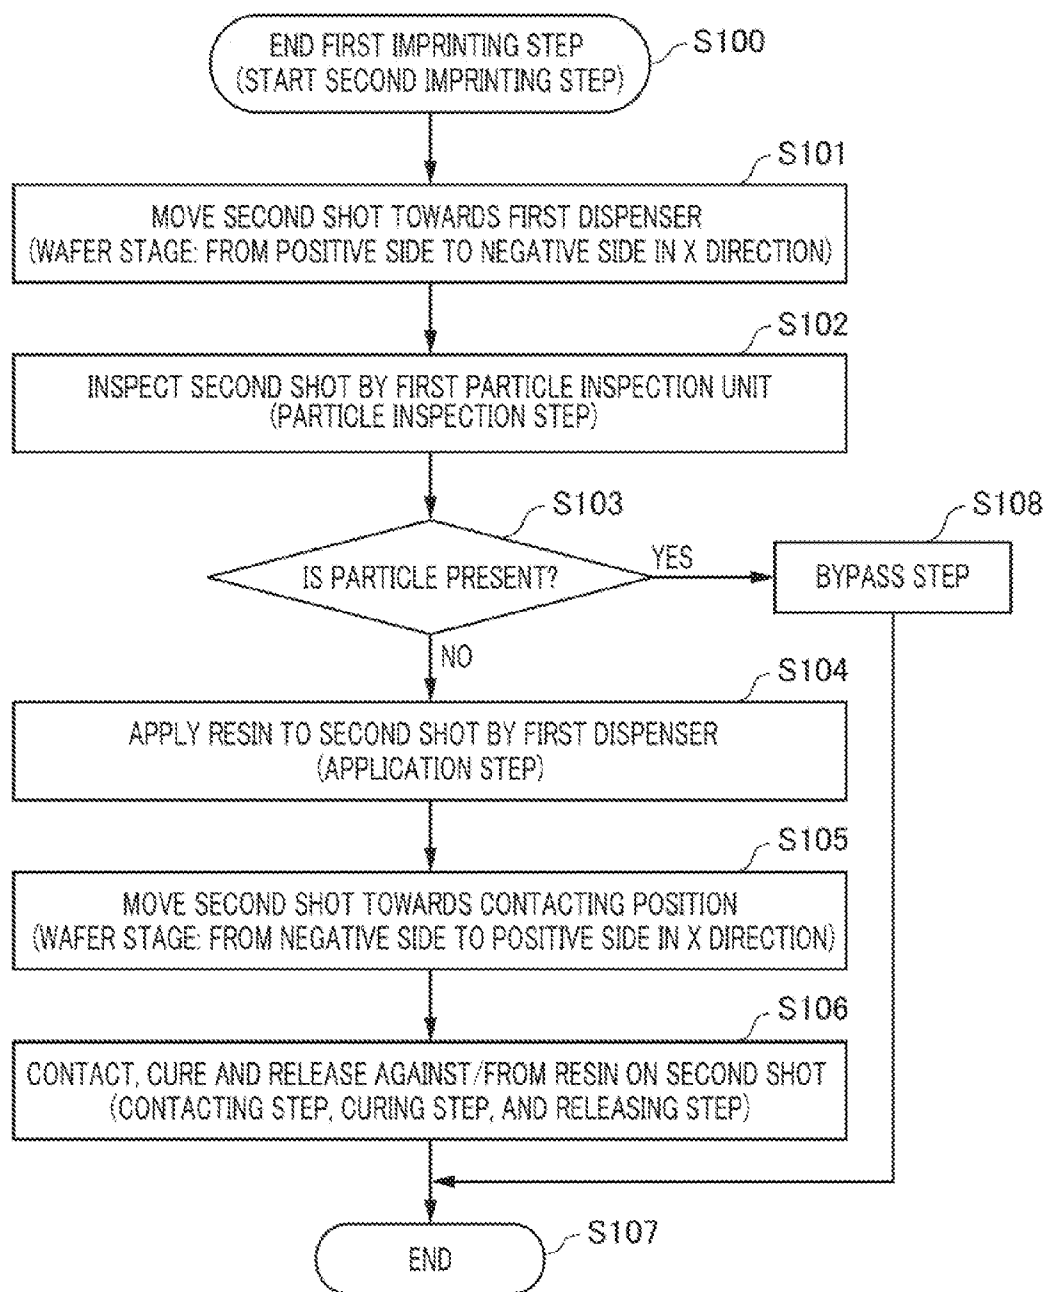 END FIRST IMPRINTING STEP
(START SECOND IMPRINTING STEP)
S100
S101
MOVE SECOND SHOT TOWARDS FIRST DISPENSER
(WAFER STAGE: FROM POSITIVE SIDE TO NEGATIVE SIDE IN X DIRECTION)
S102
INSPECT SECOND SHOT BY FIRST PARTICLE INSPECTION UNIT
(PARTICLE INSPECTION STEP)
S103
IS PARTICLE PRESENT?
YES
S108
BYPASS STEP
NO
S104
APPLY RESIN TO SECOND SHOT BY FIRST DISPENSER
(APPLICATION STEP)
S105
MOVE SECOND SHOT TOWARDS CONTACTING POSITION
(WAFER STAGE: FROM NEGATIVE SIDE TO POSITIVE SIDE IN X DIRECTION)
S106
CONTACT, CURE AND RELEASE AGAINST/FROM RESIN ON SECOND SHOT
(CONTACTING STEP, CURING STEP, AND RELEASING STEP)
S107
END